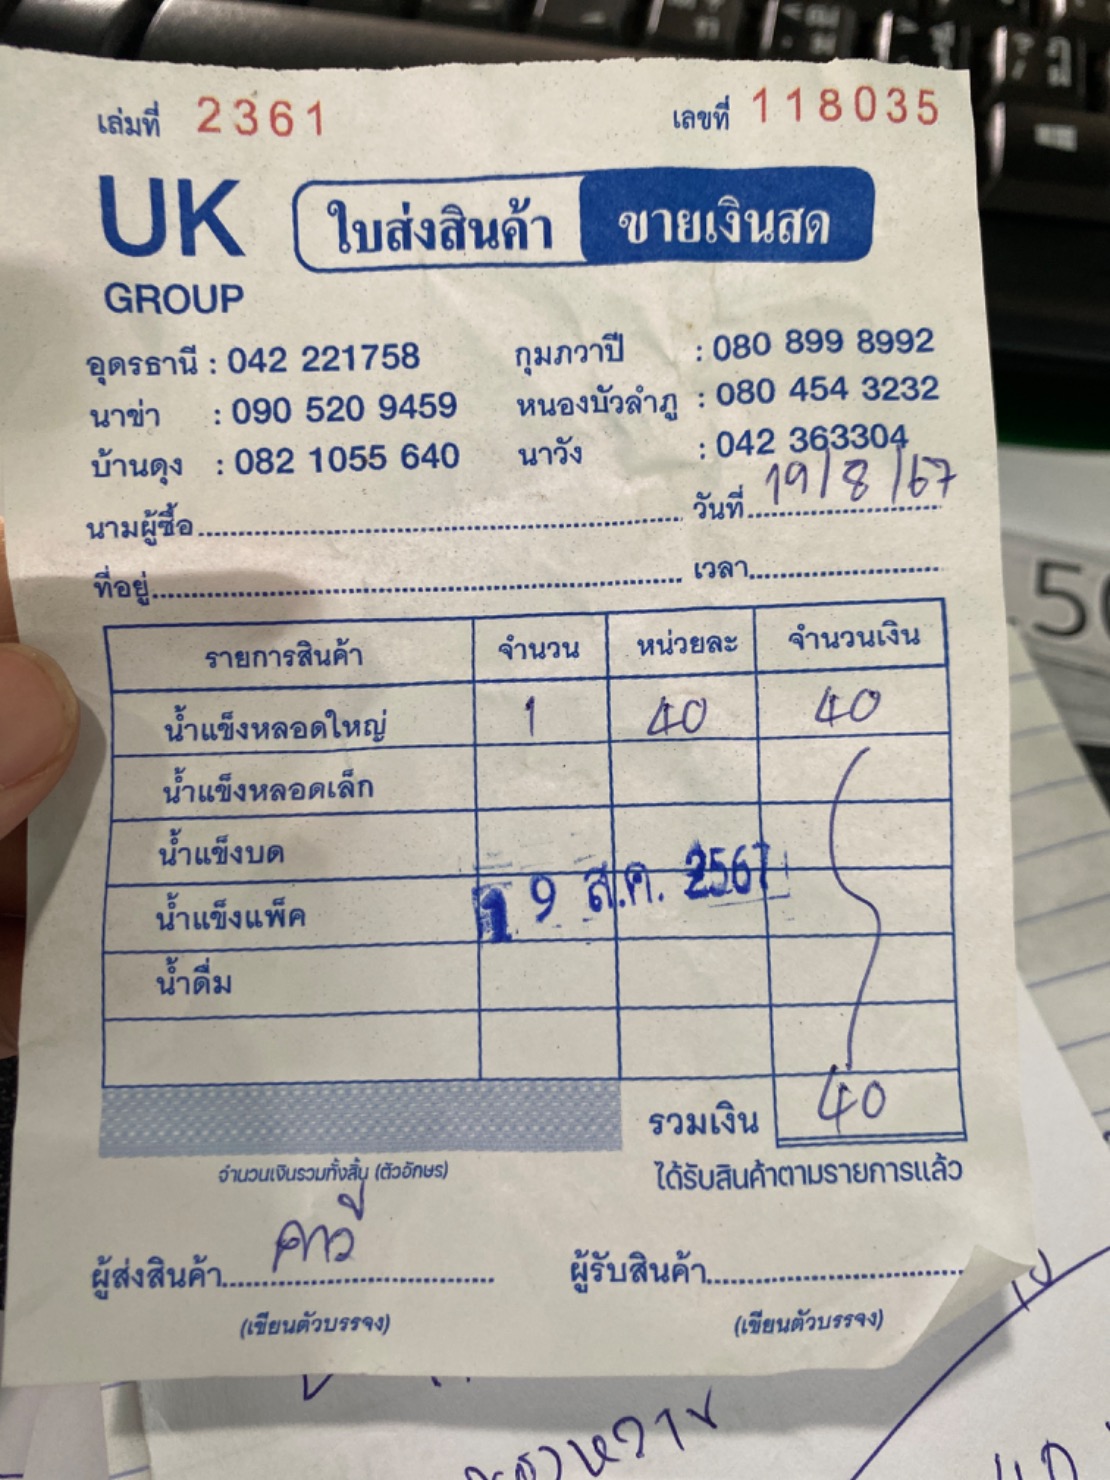 เล่มที่ 2361 เลขที่ 118035
UK GROUP
ใบส่งสินค้า ขายเงินสด
อุดรธานี : 042 221758 กุมภวาปี : 080 899 8992
นาข่า : 090 520 9459 หนองบัวลำภู : 080 454 3232
บ้านดุง : 082 1055 640 นาวัง : 042 363304
นามผู้ซื้อ วันที่ 19/8/67
ที่อยู่ เวลา
รายการสินค้า จำนวน หน่วยละ จำนวนเงิน
น้ำแข็งหลอดใหญ่ 1 40 40
น้ำแข็งหลอดเล็ก
น้ำแข็งบด
น้ำแข็งแพ็ค 19 ส.ค. 2567
น้ำดื่ม
รวมเงิน 40
จำนวนเงินรวมทั้งสิ้น (ตัวอักษร) ได้รับสินค้าตามรายการแล้ว
ผู้ส่งสินค้า คาวี ผู้รับสินค้า
(เขียนตัวบรรจง) (เขียนตัวบรรจง)